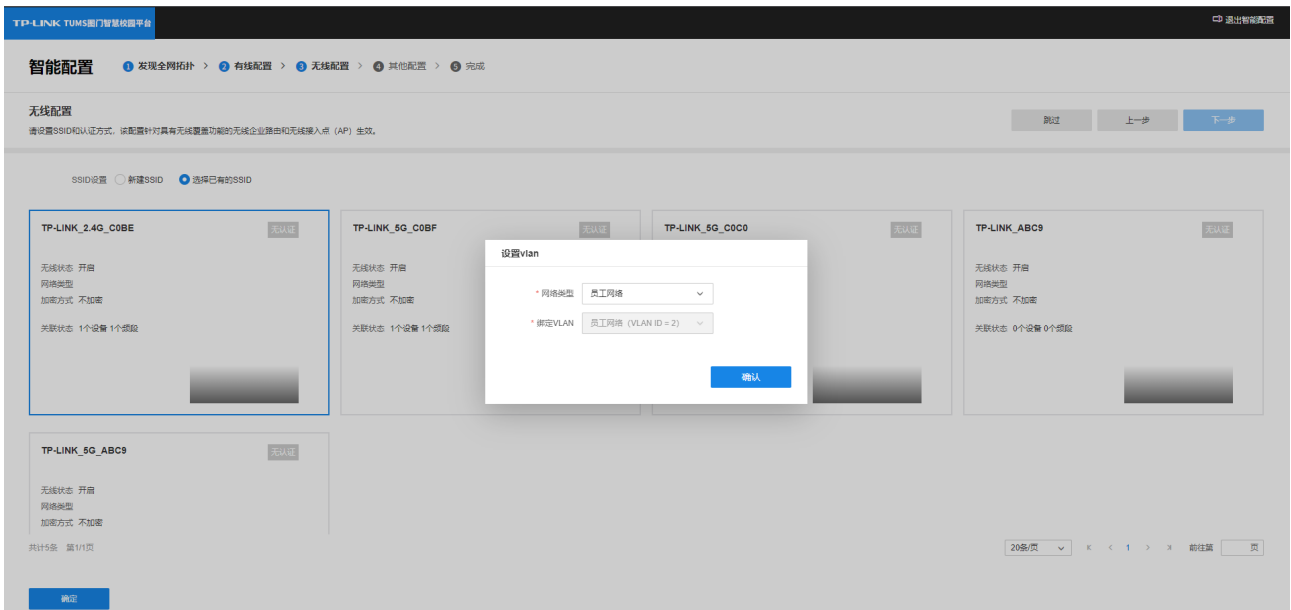 TP-LINK TUMS图门智慧校园平台
退出智能配置
智能配置 1 发现全网拓扑 > 2 有线配置 > 3 无线配置 > 4 其他配置 > 5 完成
无线配置
请设置SSID和认证方式，该配置针对具有无线覆盖功能的无线企业路由和无线接入点（AP）生效。
跳过 上一步 下一步
SSID设置 新建SSID 选择已有的SSID
TP-LINK_2.4G_C0BE 无认证
无线状态 开启
网络类型
加密方式 不加密
关联状态 1个设备 1个频段
TP-LINK_5G_C0BF 无认证
无线状态 开启
网络类型
加密方式 不加密
关联状态 1个设备 1个频段
TP-LINK_5G_C0C0 无认证
设置vlan
* 网络类型 员工网络
* 绑定VLAN 员工网络（VLAN ID = 2）
确认
TP-LINK_ABC9 无认证
无线状态 开启
网络类型
加密方式 不加密
关联状态 0个设备 0个频段
TP-LINK_5G_ABC9 无认证
无线状态 开启
网络类型
加密方式 不加密
共计5条 第1/1页
20条/页 K < 1 > X 前往第 页
确定